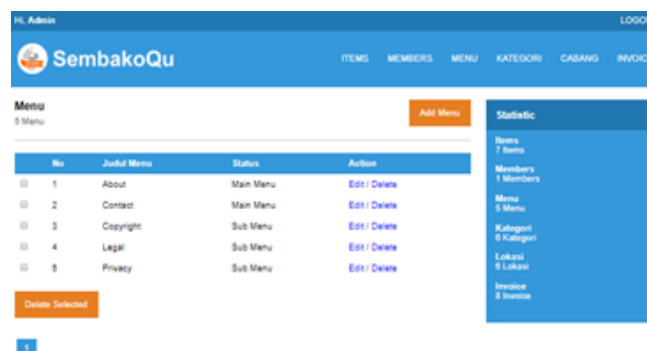 Hi, Admin LOGO
SembakoQu ITEMS MEMBERS MENU KATEGORI CABANG INVOIC
Menu
5 Menu
Add Menu
Statistic
Items
7 Items
Members
1 Members
Menu
5 Menu
Kategori
6 Kategori
Lokasi
6 Lokasi
Invoice
8 Invoice
No Judul Menu Status Action
1 About Main Menu Edit / Delete
2 Contact Main Menu Edit / Delete
3 Copyright Sub Menu Edit / Delete
4 Legal Sub Menu Edit / Delete
5 Privacy Sub Menu Edit / Delete
Delete Selected
1